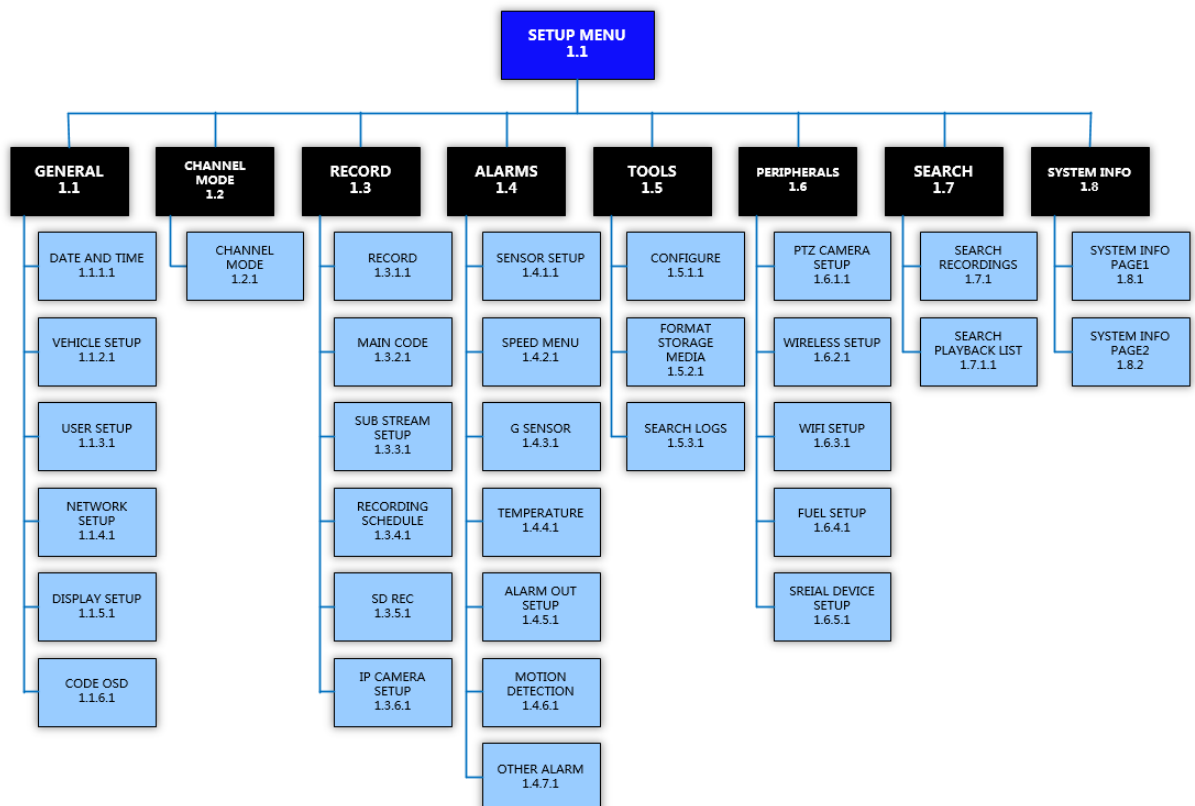 SETUP MENU
1.1
GENERAL
1.1
CHANNEL
MODE
1.2
RECORD
1.3
ALARMS
1.4
TOOLS
1.5
PERIPHERALS
1.6
SEARCH
1.7
SYSTEM INFO
1.8
DATE AND TIME
1.1.1.1
VEHICLE SETUP
1.1.2.1
USER SETUP
1.1.3.1
NETWORK
SETUP
1.1.4.1
DISPLAY SETUP
1.1.5.1
CODE OSD
1.1.6.1
CHANNEL
MODE
1.2.1
RECORD
1.3.1.1
MAIN CODE
1.3.2.1
SUB STREAM
SETUP
1.3.3.1
RECORDING
SCHEDULE
1.3.4.1
SD REC
1.3.5.1
IP CAMERA
SETUP
1.3.6.1
SENSOR SETUP
1.4.1.1
SPEED MENU
1.4.2.1
G SENSOR
1.4.3.1
TEMPERATURE
1.4.4.1
ALARM OUT
SETUP
1.4.5.1
MOTION
DETECTION
1.4.6.1
OTHER ALARM
1.4.7.1
CONFIGURE
1.5.1.1
FORMAT
STORAGE
MEDIA
1.5.2.1
SEARCH LOGS
1.5.3.1
PTZ CAMERA
SETUP
1.6.1.1
WIRELESS SETUP
1.6.2.1
WIFI SETUP
1.6.3.1
FUEL SETUP
1.6.4.1
SREIAL DEVICE
SETUP
1.6.5.1
SEARCH
RECORDINGS
1.7.1
SEARCH
PLAYBACK LIST
1.7.1.1
SYSTEM INFO
PAGE1
1.8.1
SYSTEM INFO
PAGE2
1.8.2